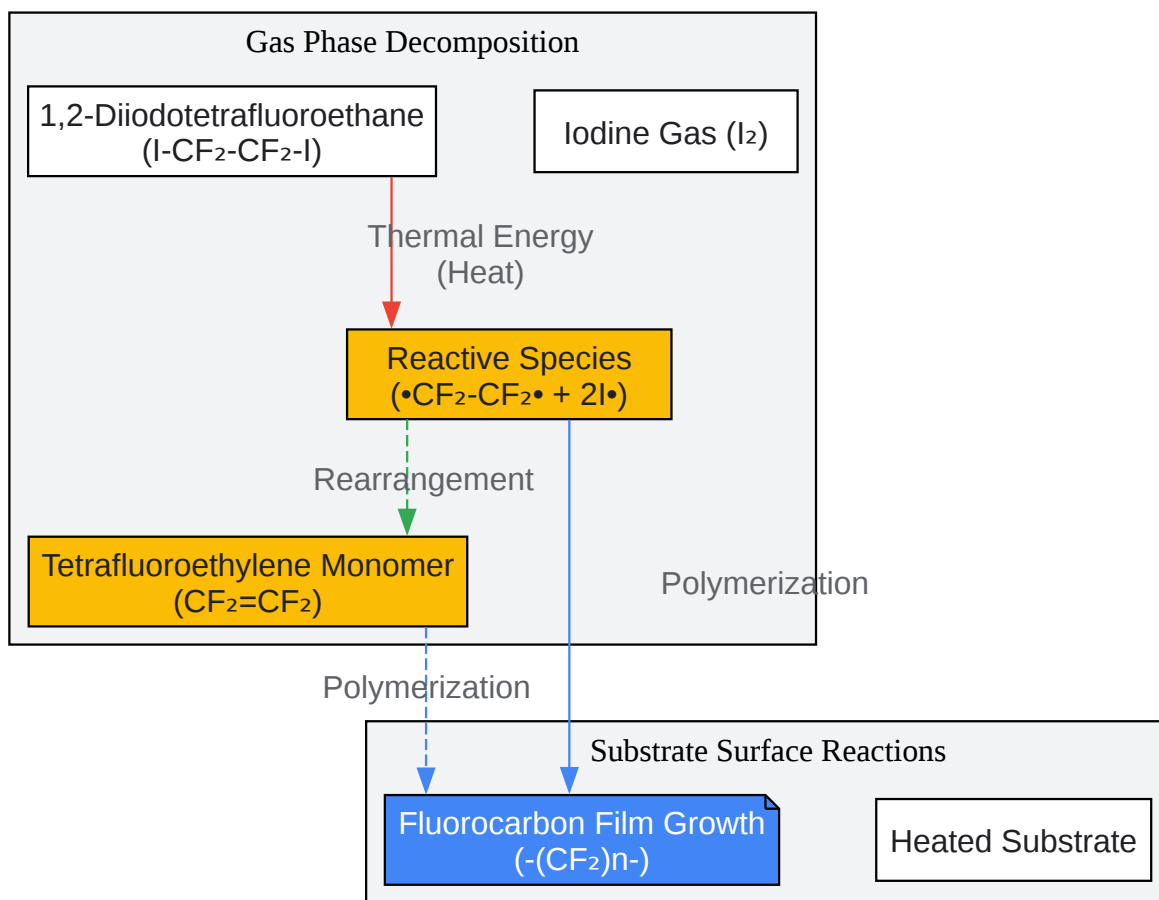 Gas Phase Decomposition
1,2-Diiodotetrafluoroethane
(I-CF₂-CF₂-I)
Iodine Gas (I₂)
Thermal Energy
(Heat)
Reactive Species
(•CF₂-CF₂• + 2I•)
Rearrangement
Tetrafluoroethylene Monomer
(CF₂=CF₂)
Polymerization
Polymerization
Substrate Surface Reactions
Fluorocarbon Film Growth
(-(CF₂)n-)
Heated Substrate